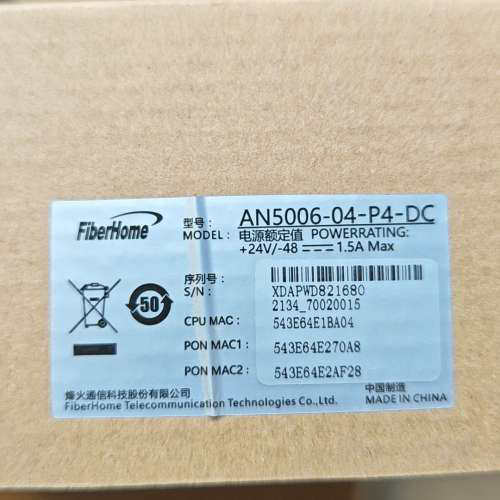 FiberHome
型号: AN5006-04-P4-DC
MODEL: 电源额定值 POWERRATING:
+24V/-48 1.5A Max
序列号:
S/N: XDAPWD821680
2134_70020015
50
CPU MAC: 543E64E1BA04
PON MAC1: 543E64E270A8
PON MAC2: 543E64E2AF28
烽火通信科技股份有限公司 中国制造
FiberHome Telecommunication Technologies Co.,Ltd. MADE IN CHINA